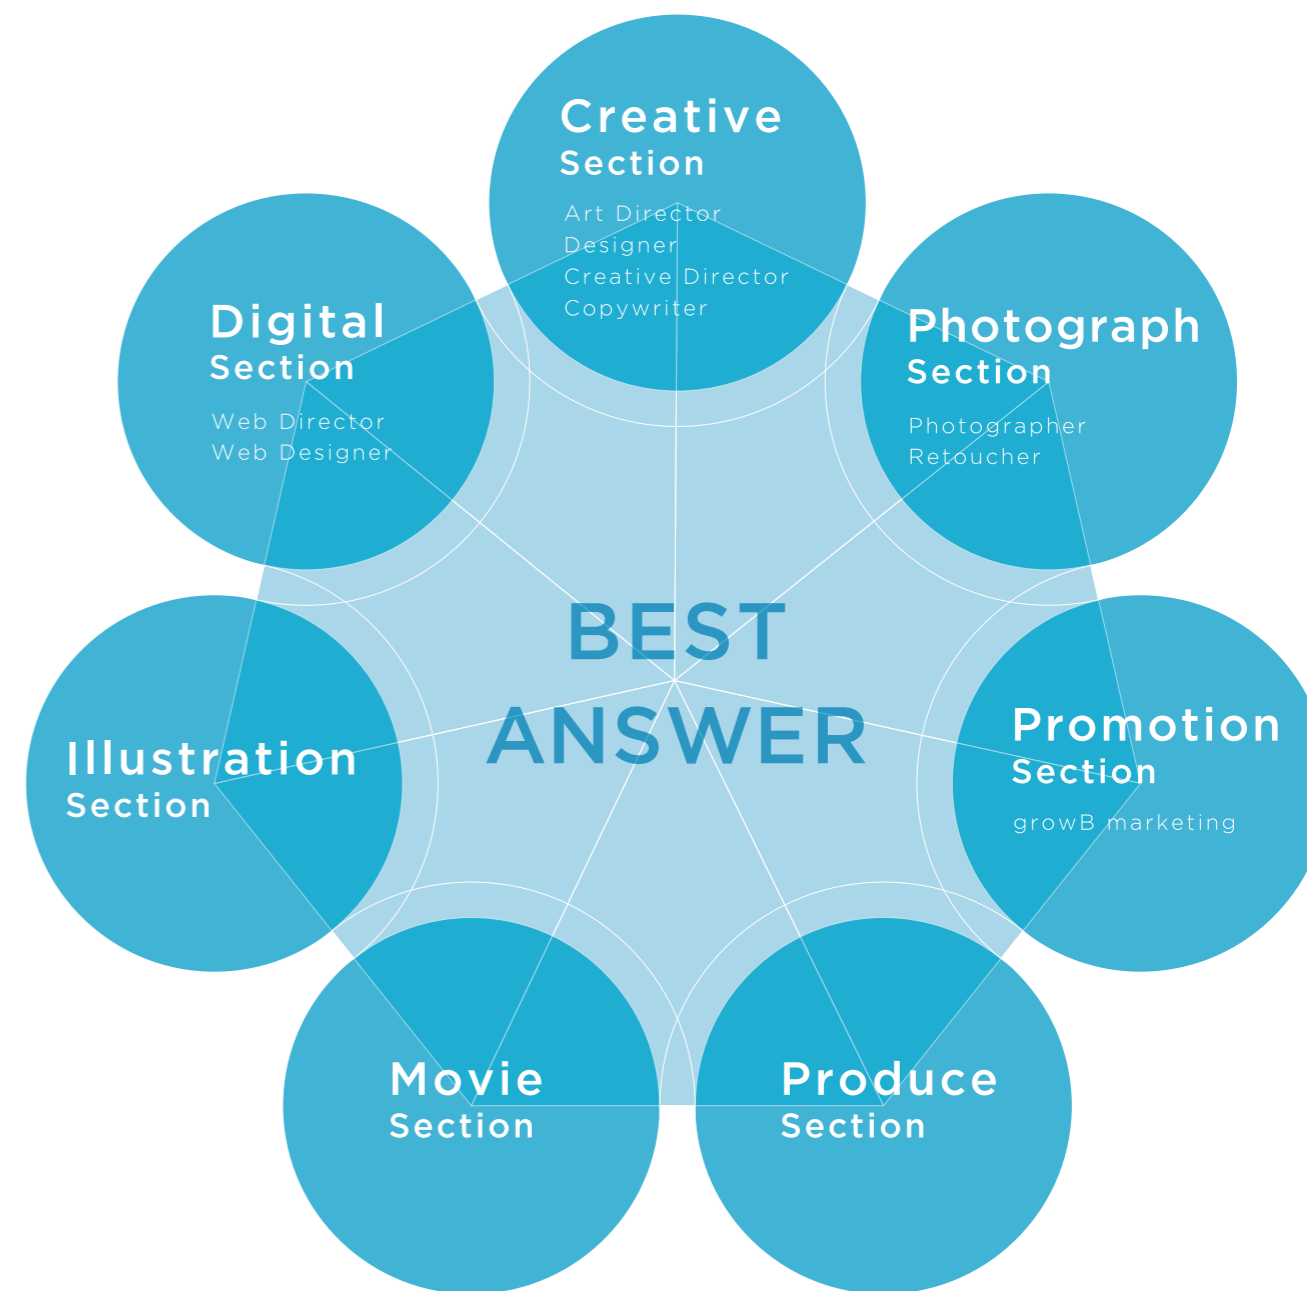 Creative
Section
Art Director
Designer
Creative Director
Copywriter
Digital
Section
Web Director
Web Designer
Photograph
Section
Photographer
Retoucher
BEST
ANSWER
Illustration
Section
Promotion
Section
growB marketing
Movie
Section
Produce
Section